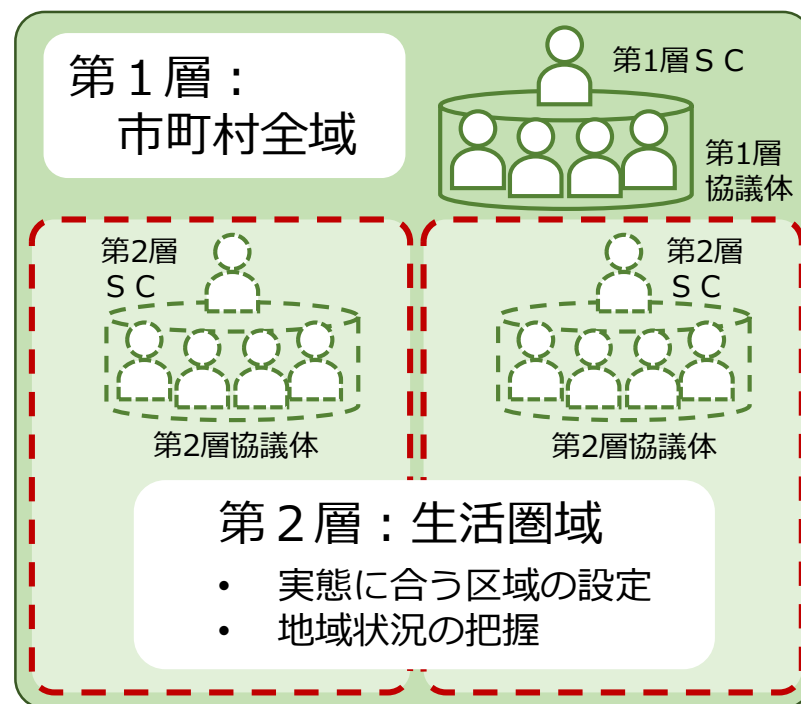 第１層：
市町村全域
第1層ＳＣ
第1層
協議体
第2層
ＳＣ
第2層協議体
第2層
ＳＣ
第2層協議体
第２層：生活圏域
• 実態に合う区域の設定
• 地域状況の把握